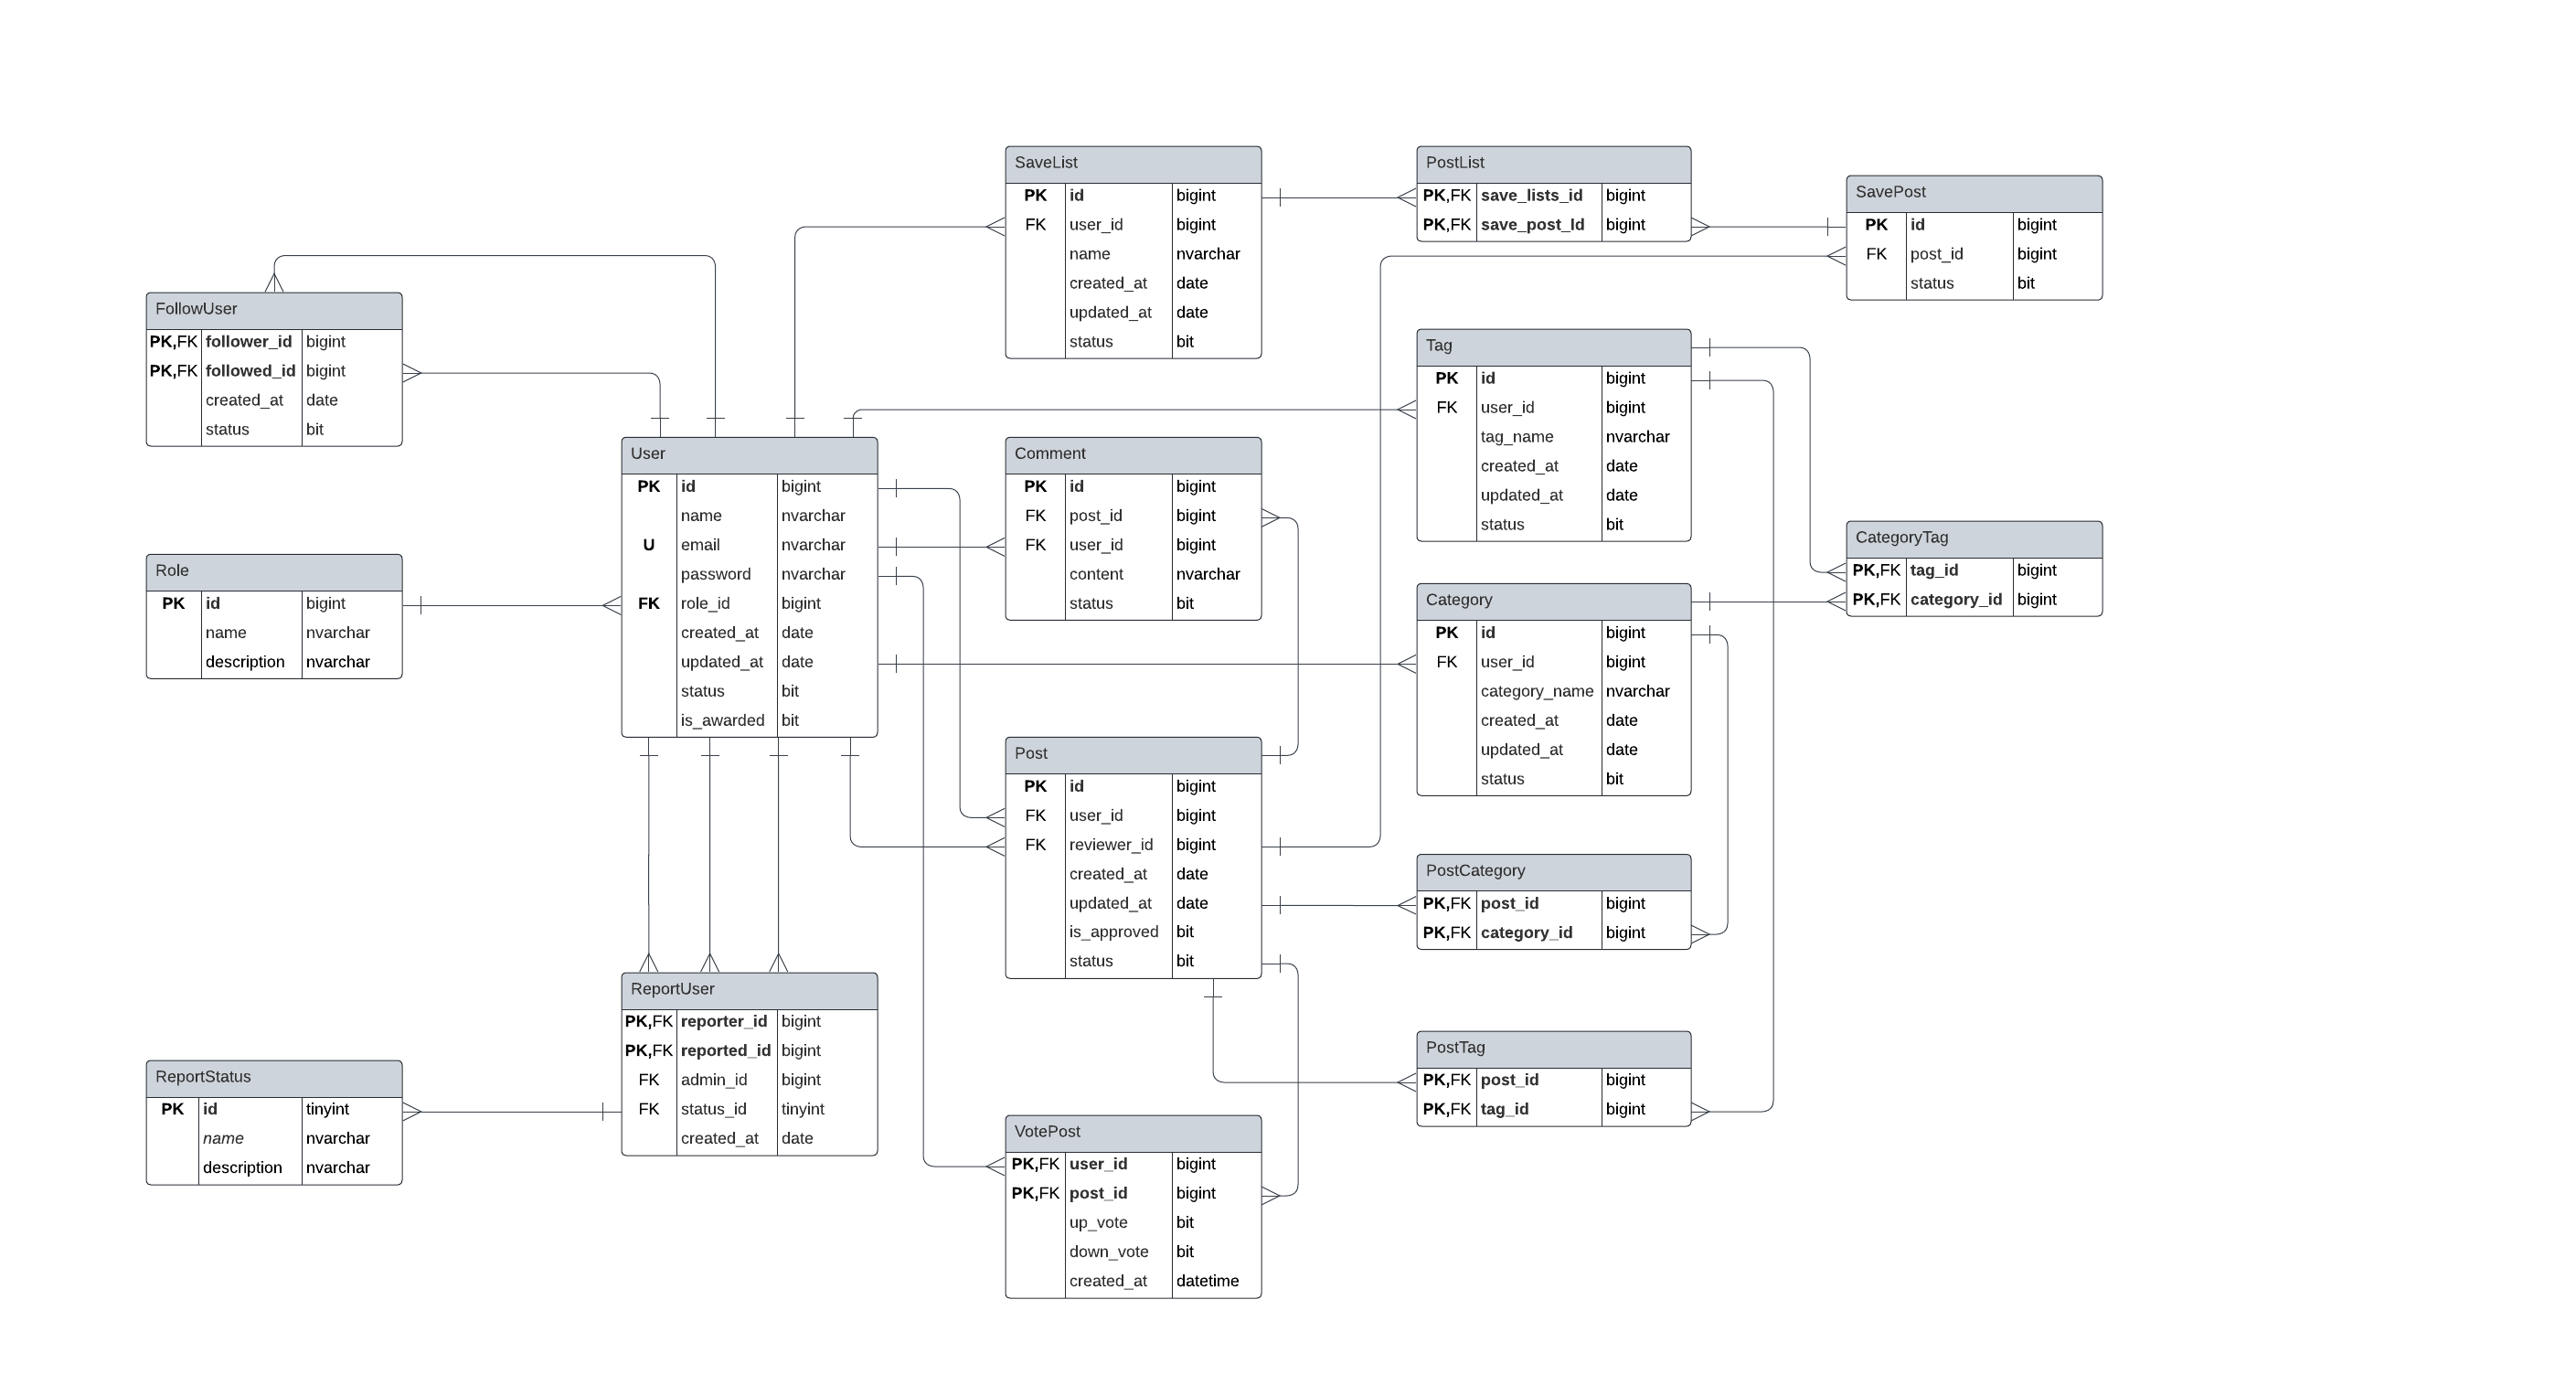 SaveList
PK id bigint
FK user_id bigint
name nvarchar
created_at date
updated_at date
status bit
PostList
PK,FK save_lists_id bigint
PK,FK save_post_Id bigint
SavePost
PK id bigint
FK post_id bigint
status bit
FollowUser
PK,FK follower_id bigint
PK,FK followed_id bigint
created_at date
status bit
Tag
PK id bigint
FK user_id bigint
tag_name nvarchar
created_at date
updated_at date
status bit
User
PK id bigint
name nvarchar
U email nvarchar
password nvarchar
FK role_id bigint
created_at date
updated_at date
status bit
is_awarded bit
Comment
PK id bigint
FK post_id bigint
FK user_id bigint
content nvarchar
status bit
CategoryTag
PK,FK tag_id bigint
PK,FK category_id bigint
Role
PK id bigint
name nvarchar
description nvarchar
Category
PK id bigint
FK user_id bigint
category_name nvarchar
created_at date
updated_at date
status bit
Post
PK id bigint
FK user_id bigint
FK reviewer_id bigint
created_at date
updated_at date
is_approved bit
status bit
PostCategory
PK,FK post_id bigint
PK,FK category_id bigint
ReportUser
PK,FK reporter_id bigint
PK,FK reported_id bigint
FK admin_id bigint
FK status_id tinyint
created_at date
PostTag
PK,FK post_id bigint
PK,FK tag_id bigint
ReportStatus
PK id tinyint
name nvarchar
description nvarchar
VotePost
PK,FK user_id bigint
PK,FK post_id bigint
up_vote bit
down_vote bit
created_at datetime